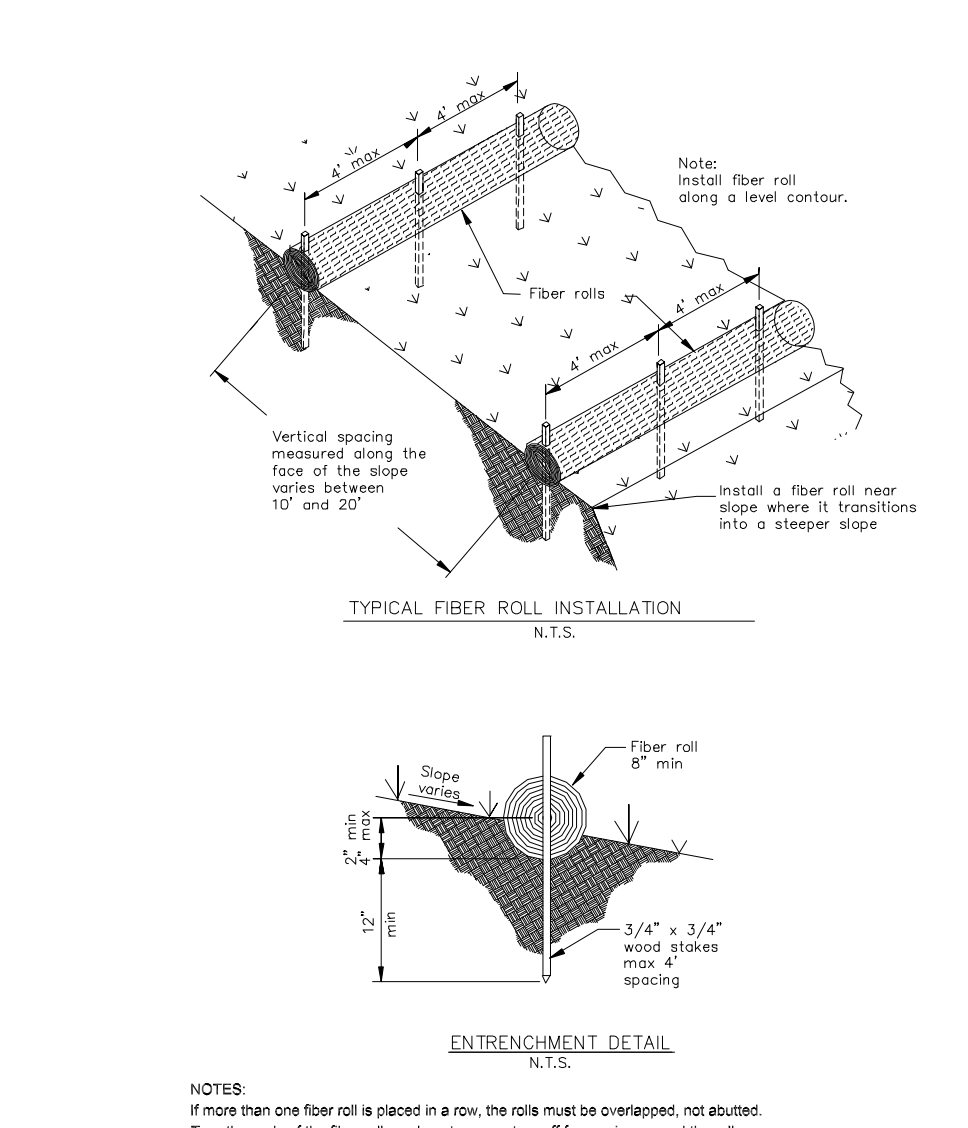 4' max
4' max
Note:
Install fiber roll
along a level contour.
Fiber rolls
4' max
4' max
Vertical spacing
measured along the
face of the slope
varies between
10' and 20'
Install a fiber roll near
slope where it transitions
into a steeper slope
TYPICAL FIBER ROLL INSTALLATION
N.T.S.
Fiber roll
8" min
Slope
varies
2" min
4" max
12"
min
3/4" x 3/4"
wood stakes
max 4'
spacing
ENTRENCHMENT DETAIL
N.T.S.
NOTES:
If more than one fiber roll is placed in a row, the rolls must be overlapped, not abutted.